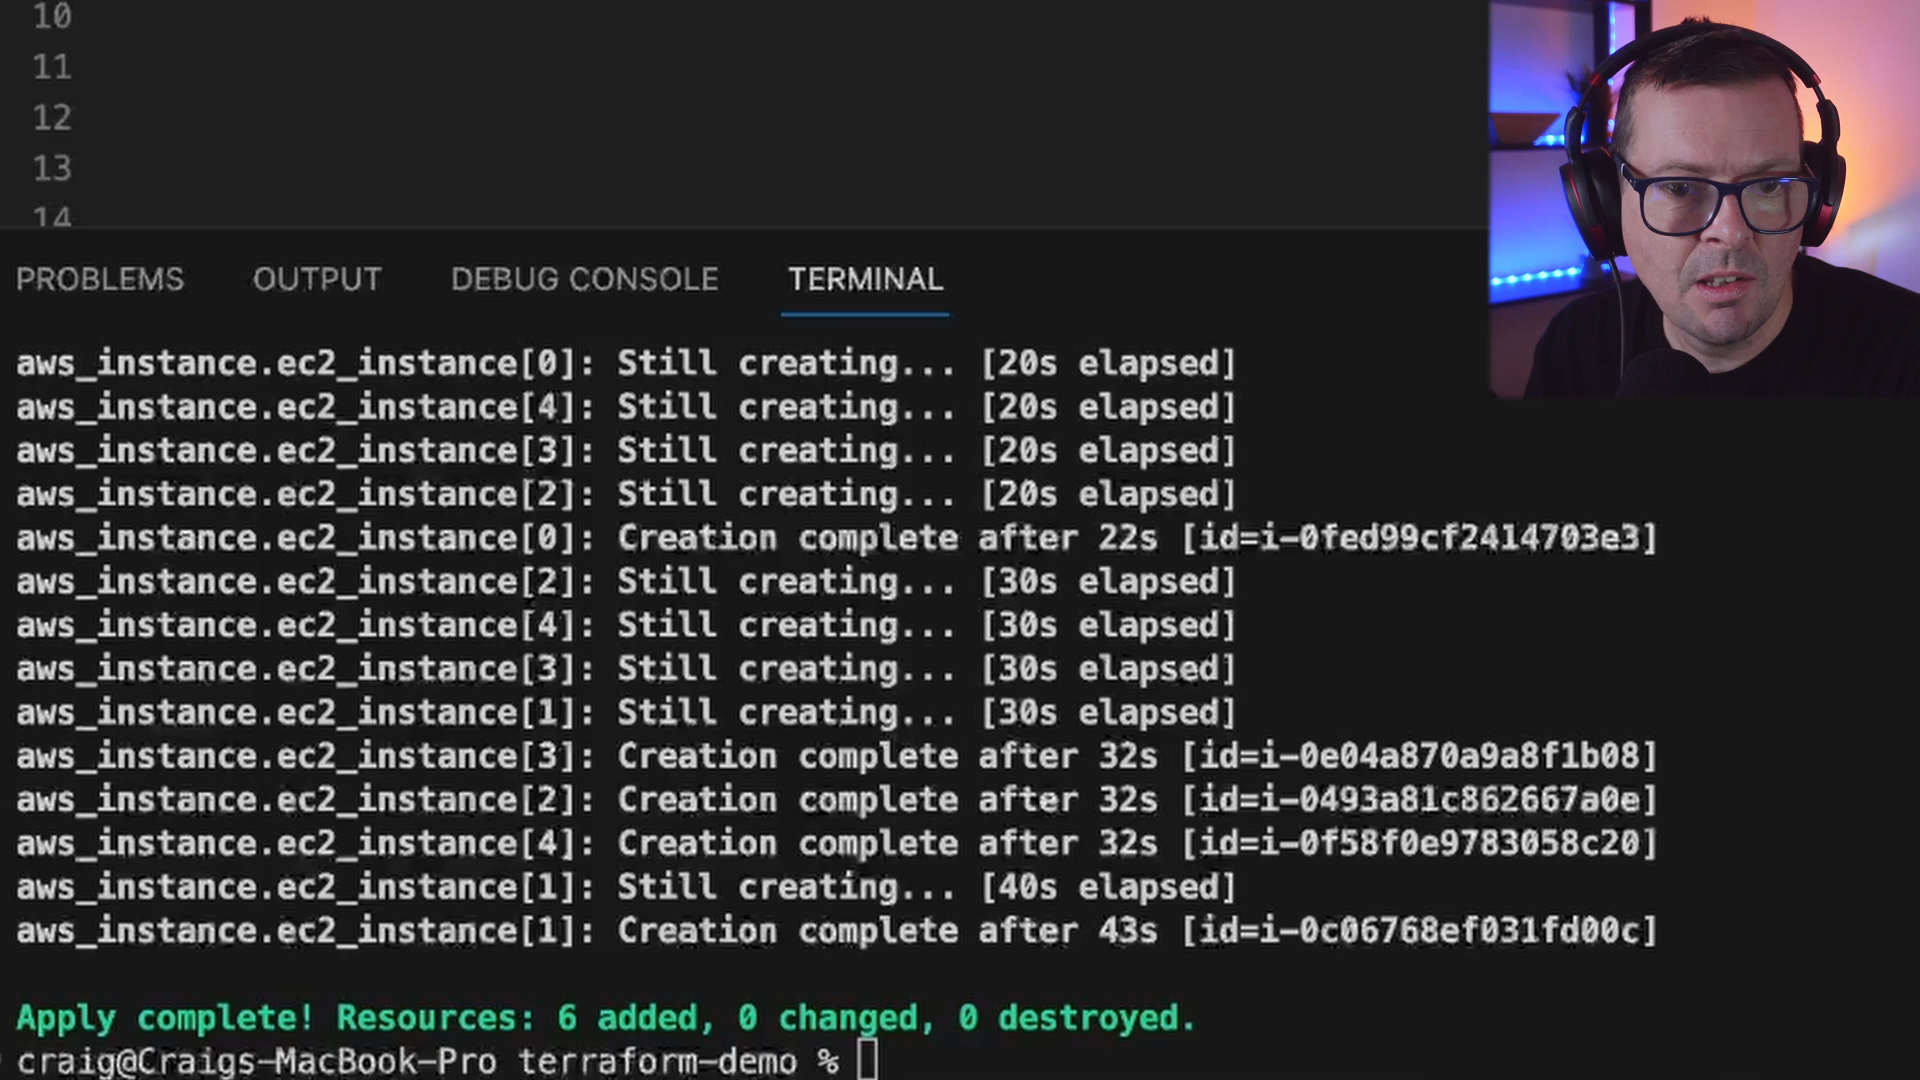 10
11
12
13
14
PROBLEMS OUTPUT DEBUG CONSOLE TERMINAL
aws_instance.ec2_instance[0]: Still creating... [20s elapsed]
aws_instance.ec2_instance[4]: Still creating... [20s elapsed]
aws_instance.ec2_instance[3]: Still creating... [20s elapsed]
aws_instance.ec2_instance[2]: Still creating... [20s elapsed]
aws_instance.ec2_instance[0]: Creation complete after 22s [id=i-0fed99cf2414703e3]
aws_instance.ec2_instance[2]: Still creating... [30s elapsed]
aws_instance.ec2_instance[4]: Still creating... [30s elapsed]
aws_instance.ec2_instance[3]: Still creating... [30s elapsed]
aws_instance.ec2_instance[1]: Still creating... [30s elapsed]
aws_instance.ec2_instance[3]: Creation complete after 32s [id=i-0e04a870a9a8f1b08]
aws_instance.ec2_instance[2]: Creation complete after 32s [id=i-0493a81c862667a0e]
aws_instance.ec2_instance[4]: Creation complete after 32s [id=i-0f58f0e9783058c20]
aws_instance.ec2_instance[1]: Still creating... [40s elapsed]
aws_instance.ec2_instance[1]: Creation complete after 43s [id=i-0c06768ef031fd00c]
Apply complete! Resources: 6 added, 0 changed, 0 destroyed.
craig@Craigs-MacBook-Pro terraform-demo %